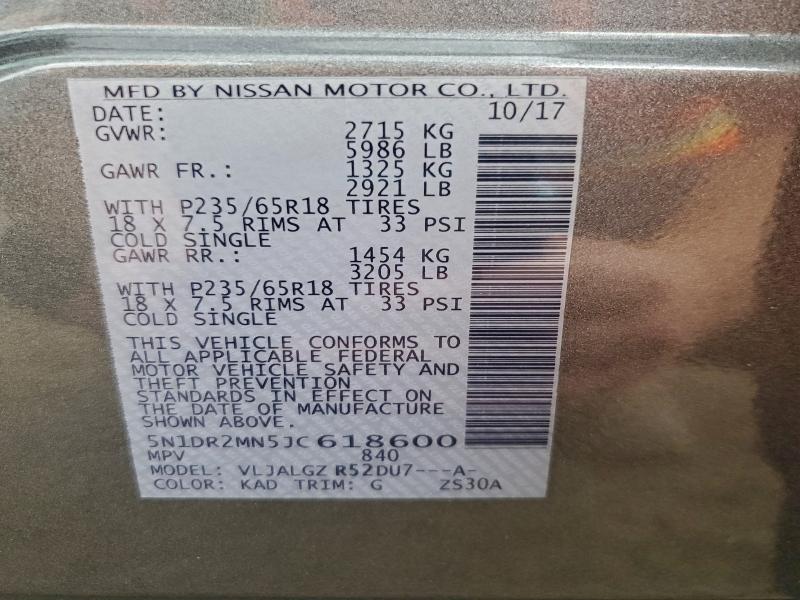 MFD BY NISSAN MOTOR CO., LTD.
DATE: 10/17
GVWR: 2715 KG
5986 LB
GAWR FR.: 1325 KG
2921 LB
WITH P235/65R18 TIRES
18 X 7.5 RIMS AT 33 PSI
COLD SINGLE
GAWR RR.: 1454 KG
3205 LB
WITH P235/65R18 TIRES
18 X 7.5 RIMS AT 33 PSI
COLD SINGLE
THIS VEHICLE CONFORMS TO
ALL APPLICABLE FEDERAL
MOTOR VEHICLE SAFETY AND
THEFT PREVENTION
STANDARDS IN EFFECT ON
THE DATE OF MANUFACTURE
SHOWN ABOVE.
5N1DR2MN5JC618600
MPV 840
MODEL: VLJALGZ R52DU7---A-
COLOR: KAD TRIM: G ZS30A